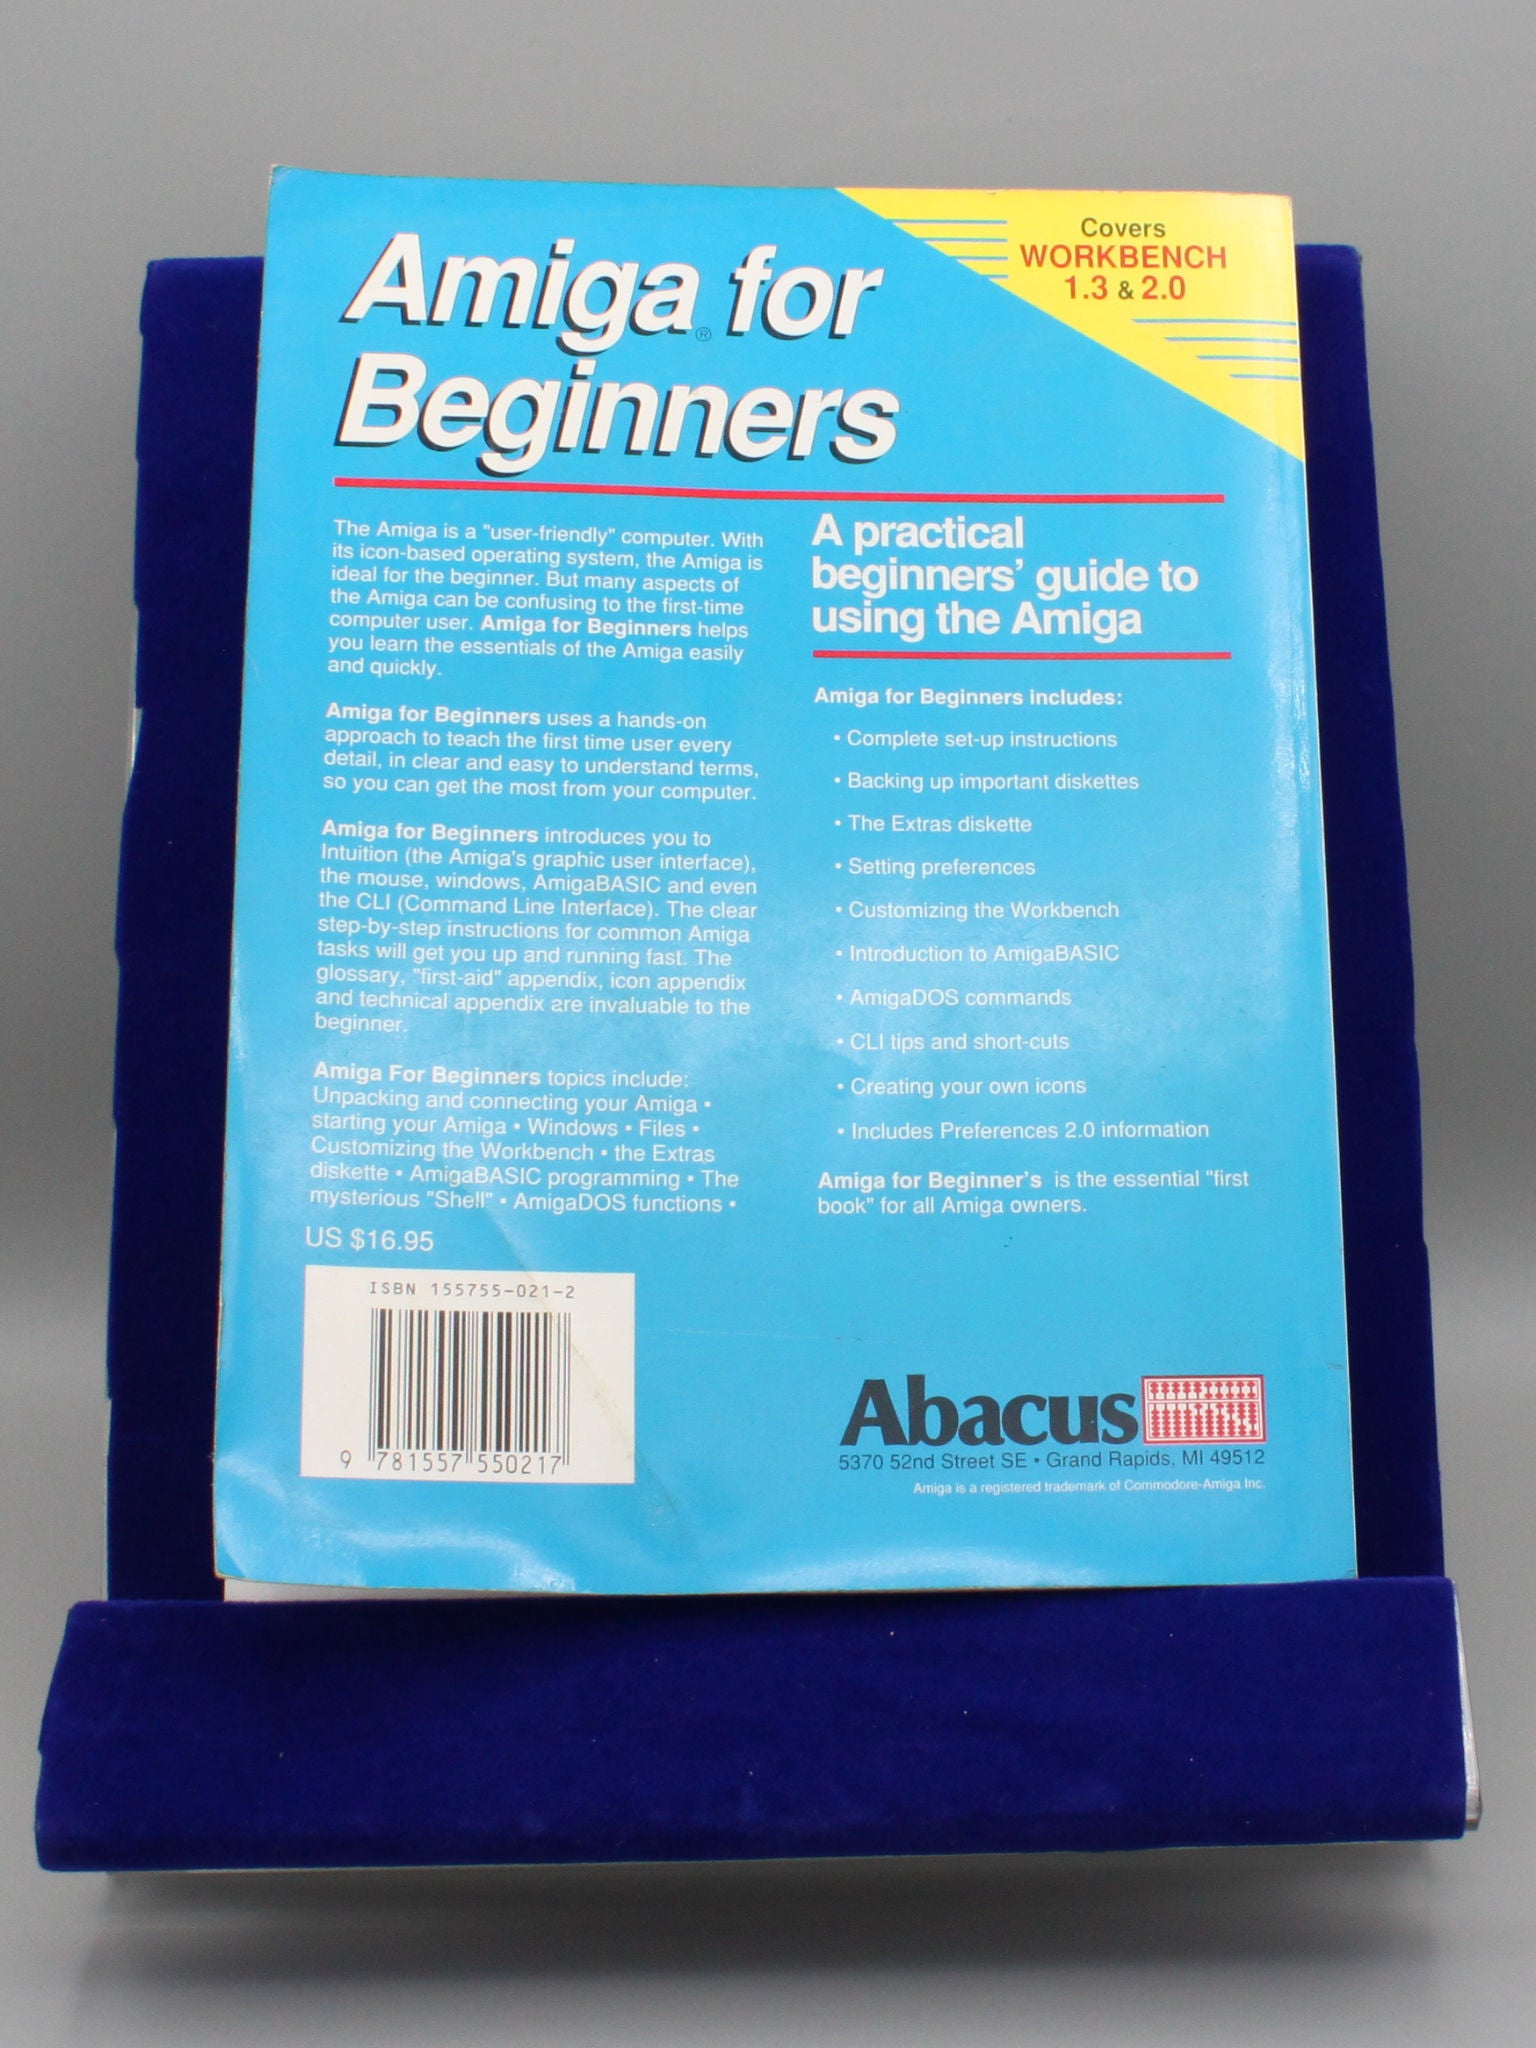 Covers
WORKBENCH
1.3 & 2.0
Amiga® for
Beginners
The Amiga is a "user-friendly" computer. With
its icon-based operating system, the Amiga is
ideal for the beginner. But many aspects of
the Amiga can be confusing to the first-time
computer user. Amiga for Beginners helps
you learn the essentials of the Amiga easily
and quickly.
Amiga for Beginners uses a hands-on
approach to teach the first time user every
detail, in clear and easy to understand terms,
so you can get the most from your computer.
Amiga for Beginners introduces you to
Intuition (the Amiga's graphic user interface),
the mouse, windows, AmigaBASIC and even
the CLI (Command Line Interface). The clear
step-by-step instructions for common Amiga
tasks will get you up and running fast. The
glossary, "first-aid" appendix, icon appendix
and technical appendix are invaluable to the
beginner.
Amiga For Beginners topics include:
Unpacking and connecting your Amiga •
starting your Amiga • Windows • Files •
Customizing the Workbench • the Extras
diskette • AmigaBASIC programming • The
mysterious "Shell" • AmigaDOS functions •
US $16.95
ISBN 155755-021-2
9 781557 550217
A practical
beginners' guide to
using the Amiga
Amiga for Beginners includes:
• Complete set-up instructions
• Backing up important diskettes
• The Extras diskette
• Setting preferences
• Customizing the Workbench
• Introduction to AmigaBASIC
• AmigaDOS commands
• CLI tips and short-cuts
• Creating your own icons
• Includes Preferences 2.0 information
Amiga for Beginner's is the essential "first
book" for all Amiga owners.
Abacus
5370 52nd Street SE • Grand Rapids, MI 49512
Amiga is a registered trademark of Commodore-Amiga Inc.